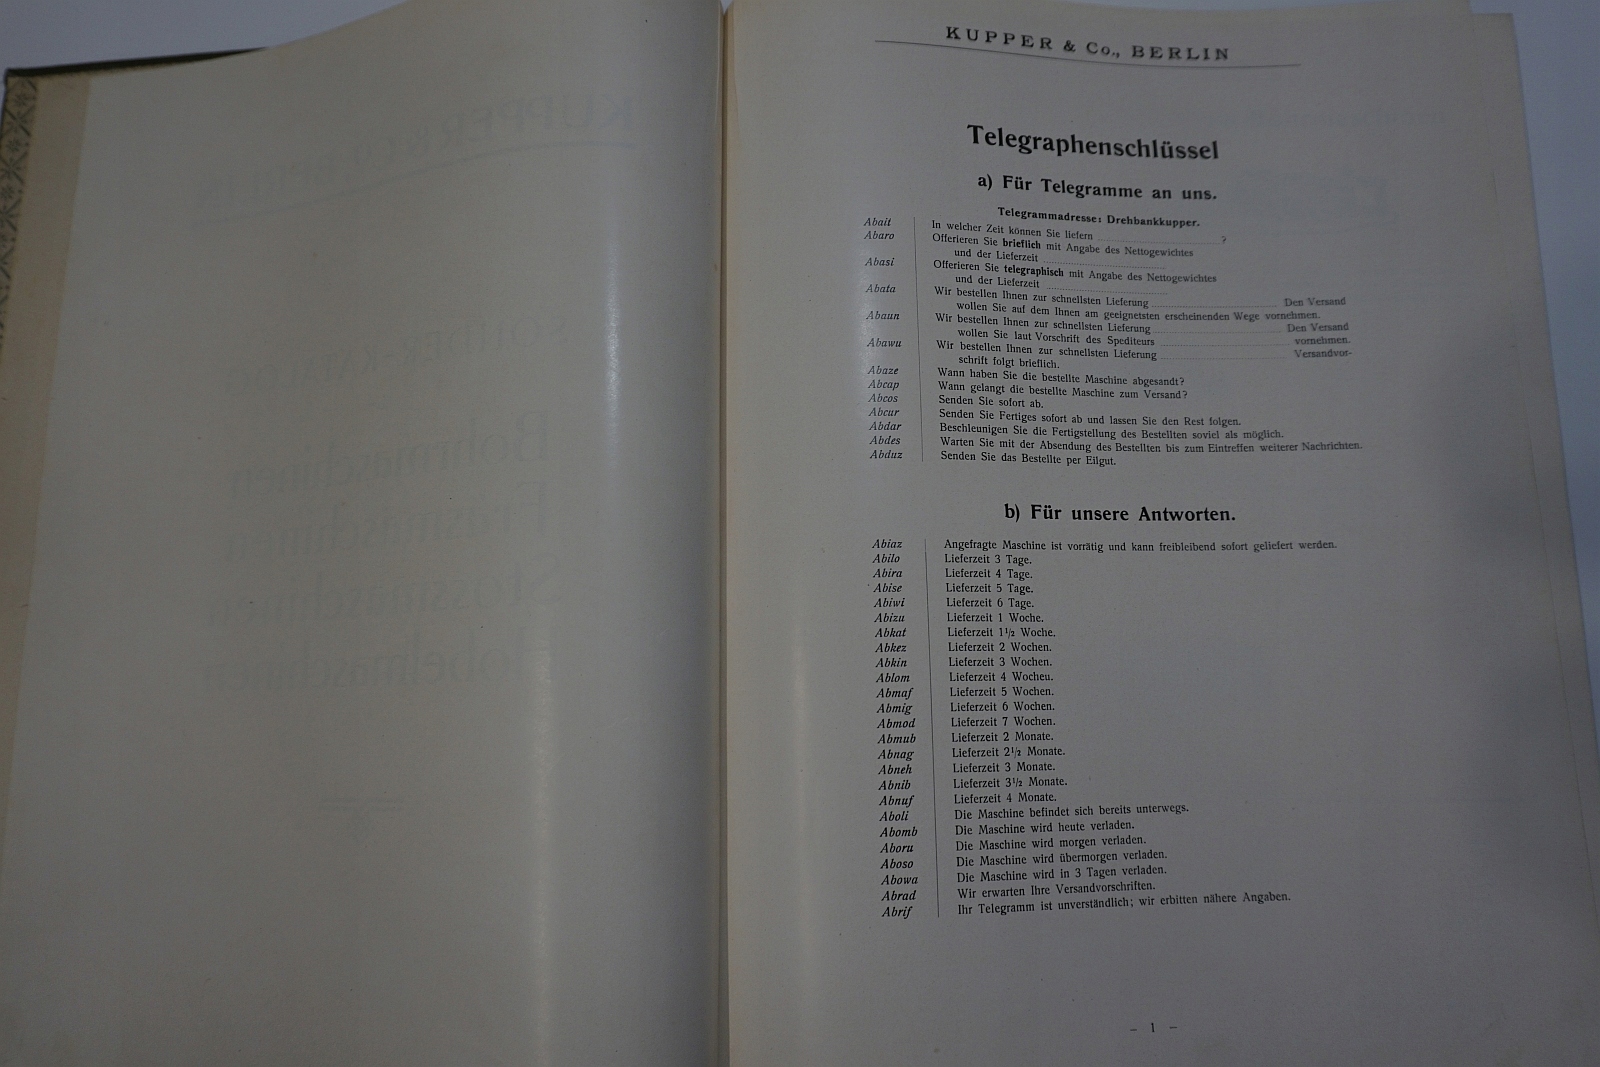 KUPPER & Co., BERLIN
Telegraphenschlüssel
a) Für Telegramme an uns.
Telegrammadresse: Drehbankkupper.
Abait In welcher Zeit können Sie liefern ?
Abaro Offerieren Sie brieflich mit Angabe des Nettogewichtes
und der Lieferzeit
Abasi Offerieren Sie telegraphisch mit Angabe des Nettogewichtes
und der Lieferzeit
Abata Wir bestellen Ihnen zur schnellsten Lieferung Den Versand
wollen Sie auf dem Ihnen am geeignetsten erscheinenden Wege vornehmen.
Abaun Wir bestellen Ihnen zur schnellsten Lieferung Den Versand
wollen Sie laut Vorschrift des Spediteurs vornehmen.
Abawu Wir bestellen Ihnen zur schnellsten Lieferung Versandvor-
schrift folgt brieflich.
Abaze Wann haben Sie die bestellte Maschine abgesandt?
Abcap Wann gelangt die bestellte Maschine zum Versand?
Abcos Senden Sie sofort ab.
Abcur Senden Sie Fertiges sofort ab und lassen Sie den Rest folgen.
Abdar Beschleunigen Sie die Fertigstellung des Bestellten soviel als möglich.
Abdes Warten Sie mit der Absendung des Bestellten bis zum Eintreffen weiterer Nachrichten.
Abduz Senden Sie das Bestellte per Eilgut.
b) Für unsere Antworten.
Abiaz Angefragte Maschine ist vorrätig und kann freibleibend sofort geliefert werden.
Abilo Lieferzeit 3 Tage.
Abira Lieferzeit 4 Tage.
Abise Lieferzeit 5 Tage.
Abiwi Lieferzeit 6 Tage.
Abizu Lieferzeit 1 Woche.
Abkat Lieferzeit 1½ Woche.
Abkez Lieferzeit 2 Wochen.
Abkin Lieferzeit 3 Wochen.
Ablom Lieferzeit 4 Wocheu.
Abmaf Lieferzeit 5 Wochen.
Abmig Lieferzeit 6 Wochen.
Abmod Lieferzeit 7 Wochen.
Abmub Lieferzeit 2 Monate.
Abnag Lieferzeit 2½ Monate.
Abneh Lieferzeit 3 Monate.
Abnib Lieferzeit 3½ Monate.
Abnuf Lieferzeit 4 Monate.
Aboli Die Maschine befindet sich bereits unterwegs.
Abomb Die Maschine wird heute verladen.
Aboru Die Maschine wird morgen verladen.
Aboso Die Maschine wird übermorgen verladen.
Abowa Die Maschine wird in 3 Tagen verladen.
Abrad Wir erwarten Ihre Versandvorschriften.
Abrif Ihr Telegramm ist unverständlich; wir erbitten nähere Angaben.
– 1 –